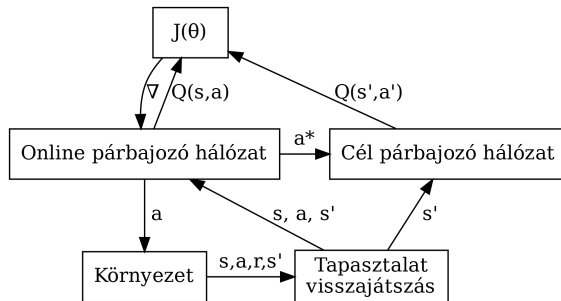 J(θ)
∇ Q(s,a) Q(s',a')
Online párbajozó hálózat a* Cél párbajozó hálózat
a s, a, s' s'
Környezet s,a,r,s' Tapasztalat
visszajátszás